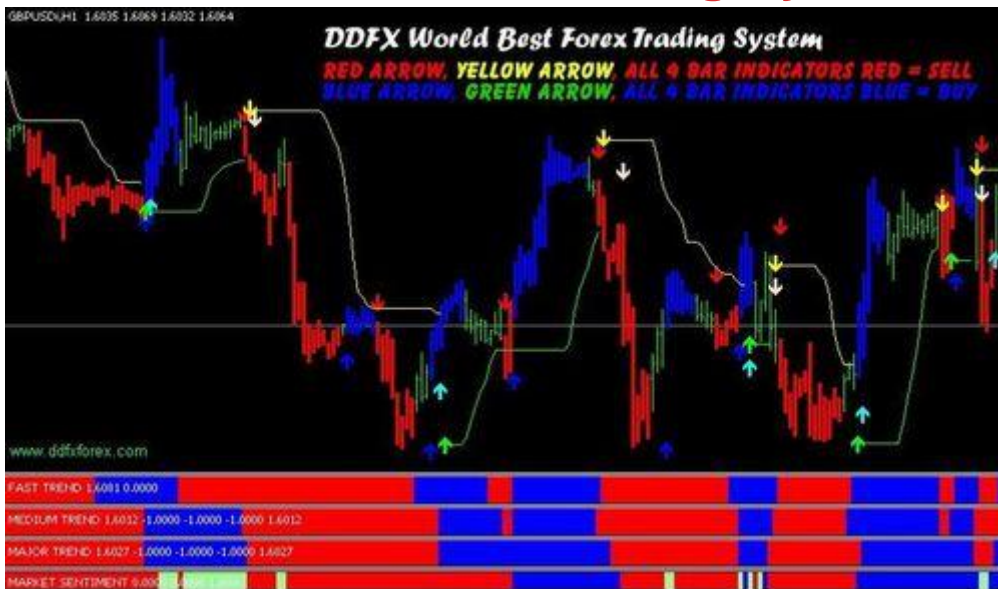 GBPUSDi,H1 1.6035 1.6069 1.6032 1.6064
DDFX World Best Forex Trading System
RED ARROW, YELLOW ARROW, ALL 4 BAR INDICATORS RED = SELL
BLUE ARROW, GREEN ARROW, ALL 4 BAR INDICATORS BLUE = BUY
www.ddfxforex.com
FAST TREND 1.6081 0.0000
MEDIUM TREND 1.6012 -1.0000 -1.0000 -1.0000 1.6012
MAJOR TREND 1.6027 -1.0000 -1.0000 -1.0000 1.6027
MARKET SENTIMENT